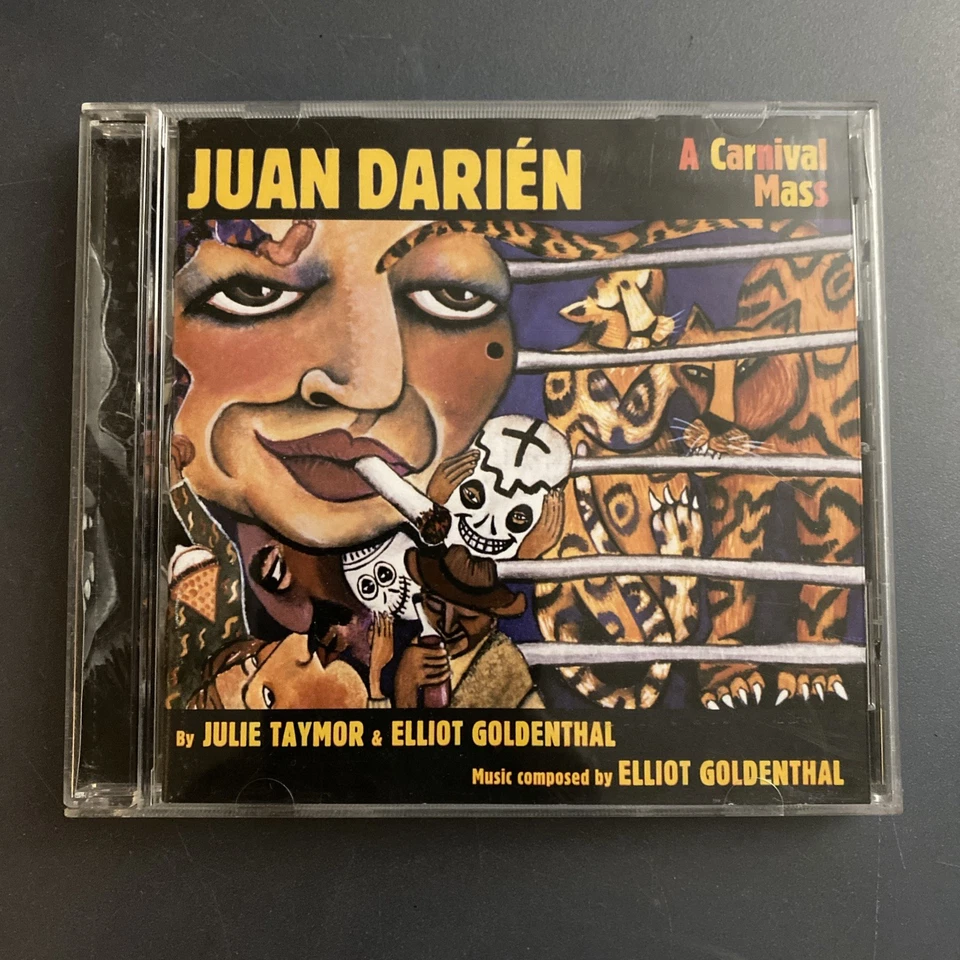 JUAN DARIÉN
A Carnival
Mass
By JULIE TAYMOR & ELLIOT GOLDENTHAL
Music composed by ELLIOT GOLDENTHAL